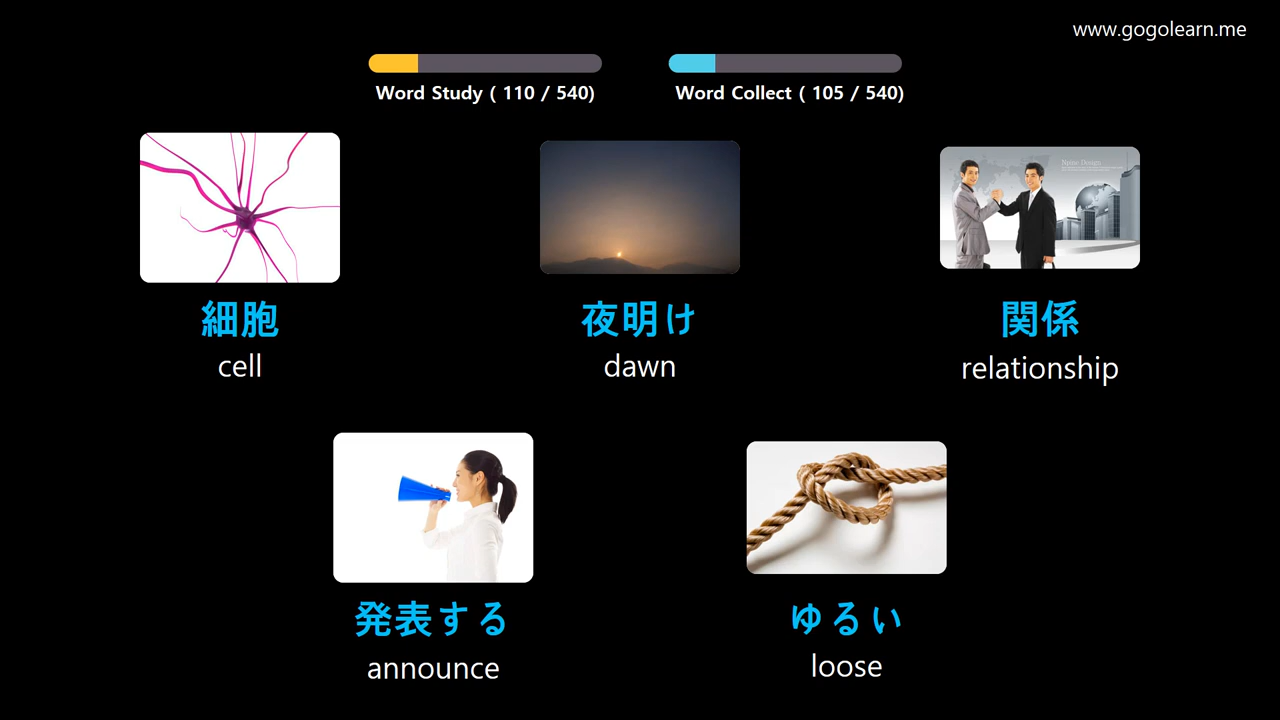 www.gogolearn.me
Word Study ( 110 / 540)
Word Collect ( 105 / 540)
細胞
cell
夜明け
dawn
関係
relationship
発表する
announce
ゆるい
loose